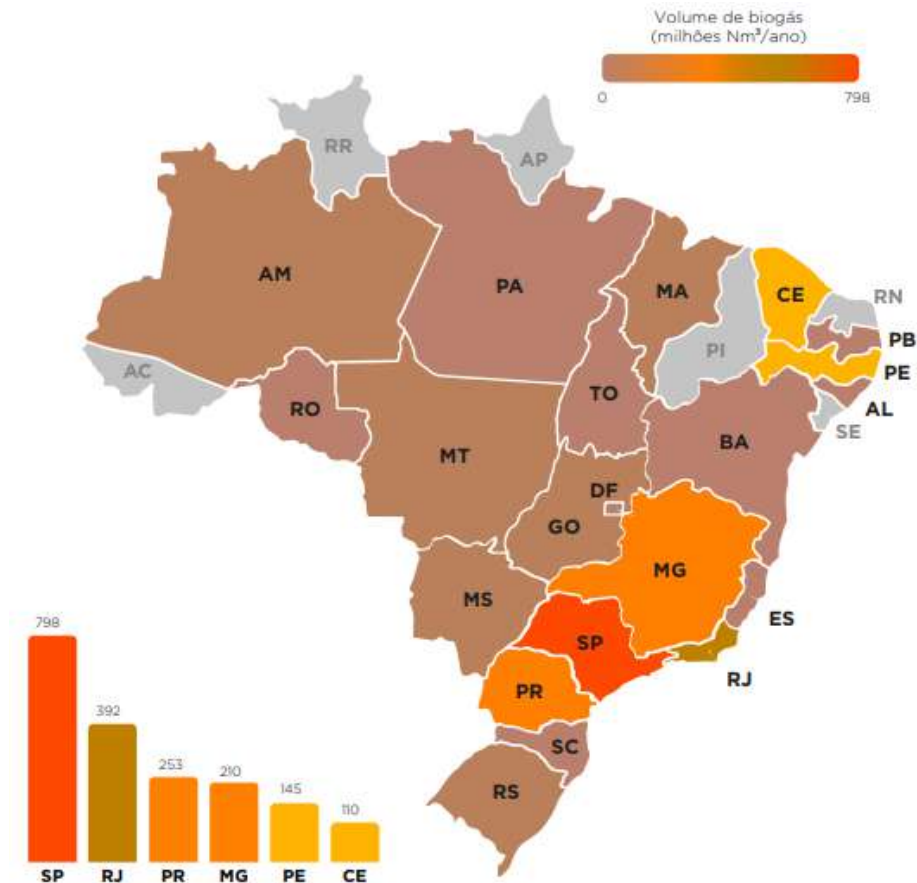 Volume de biogás
(milhões Nm³/ano)
0
798
RR
AP
AM
PA
MA
CE
RN
PB
PI
PE
AC
AL
TO
RO
SE
BA
MT
DF
GO
MG
MS
ES
SP
RJ
PR
SC
RS
798
392
253
210
145
110
SP
RJ
PR
MG
PE
CE